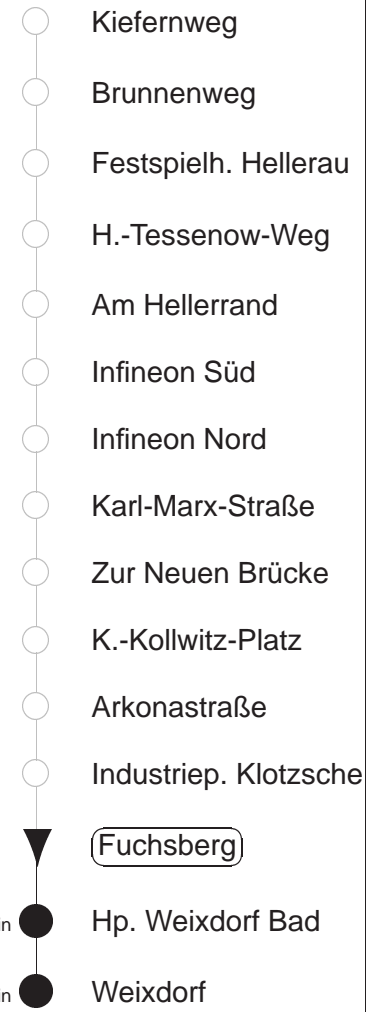 Kiefernweg
Brunnenweg
Festspielh. Hellerau
H.-Tessenow-Weg
Am Hellerrand
Infineon Süd
Infineon Nord
Karl-Marx-Straße
Zur Neuen Brücke
K.-Kollwitz-Platz
Arkonastraße
Industriep. Klotzsche
Fuchsberg
Hp. Weixdorf Bad
Weixdorf